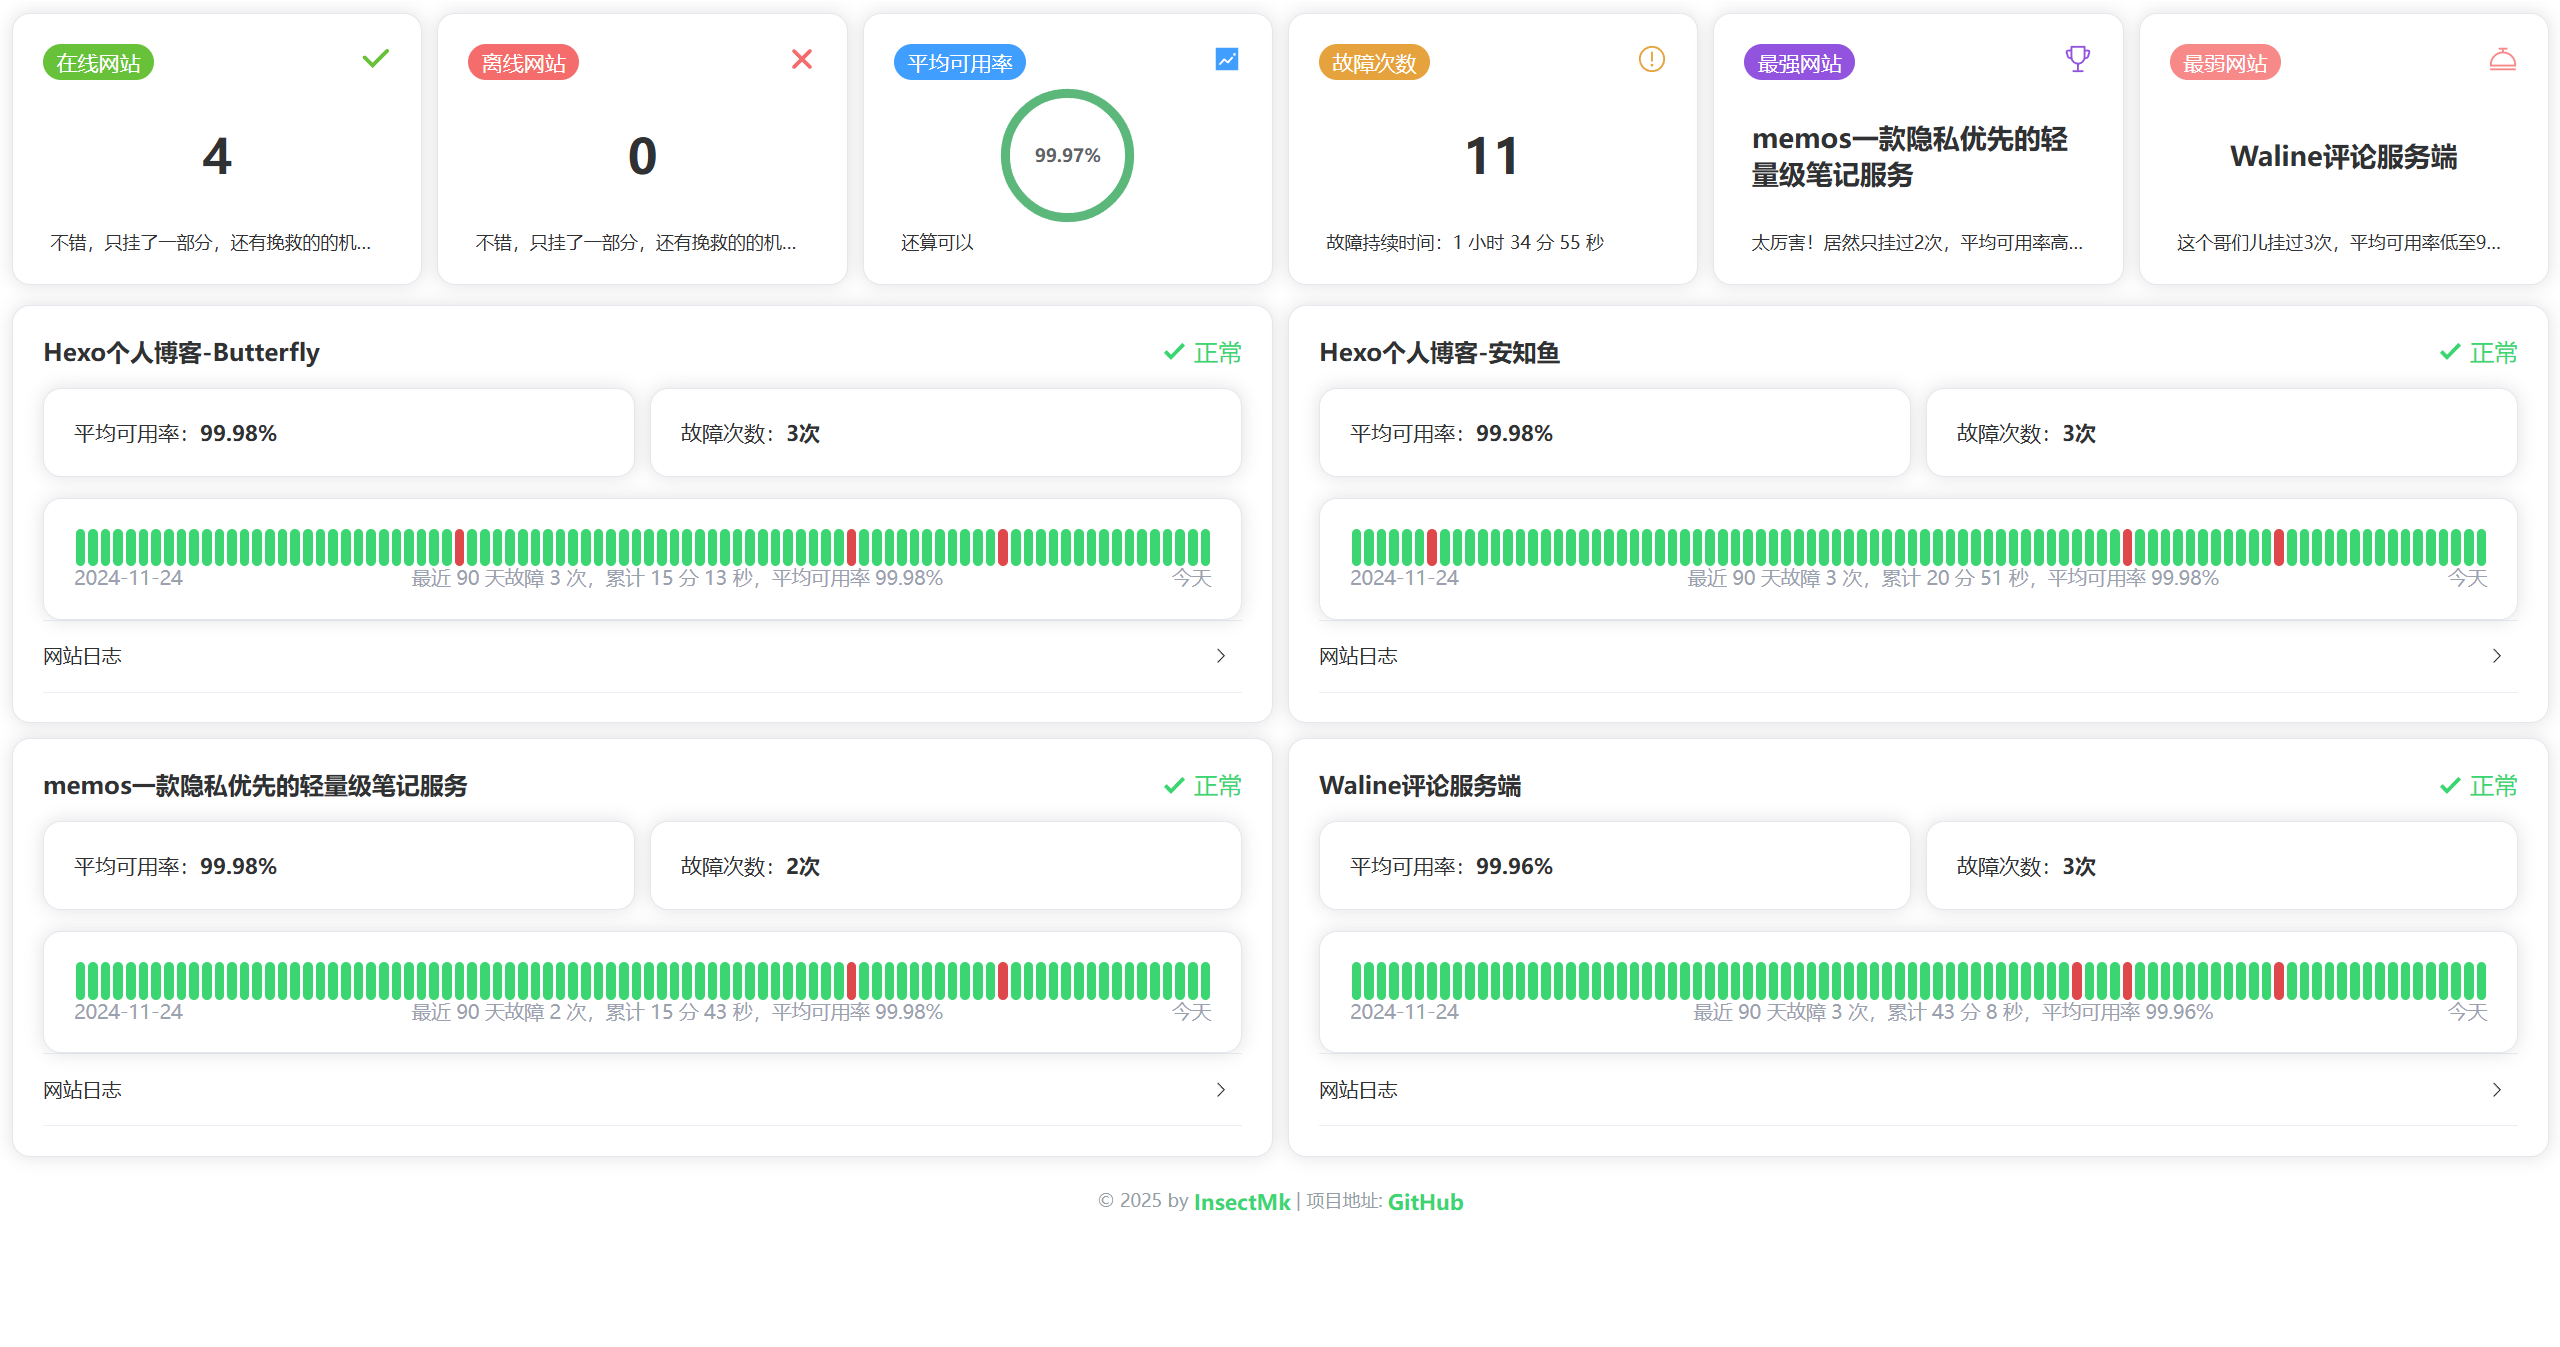 在线网站
4
不错，只挂了一部分，还有挽救的的机...
离线网站
0
不错，只挂了一部分，还有挽救的的机...
平均可用率
99.97%
还算可以
故障次数
11
故障持续时间：1 小时 34 分 55 秒
最强网站
memos一款隐私优先的轻
量级笔记服务
太厉害！居然只挂过2次，平均可用率高...
最弱网站
Waline评论服务端
这个哥们儿挂过3次，平均可用率低至9...
Hexo个人博客-Butterfly
正常
平均可用率：99.98%
故障次数：3次
2024-11-24
最近 90 天故障 3 次，累计 15 分 13 秒，平均可用率 99.98%
今天
网站日志
Hexo个人博客-安知鱼
正常
平均可用率：99.98%
故障次数：3次
2024-11-24
最近 90 天故障 3 次，累计 20 分 51 秒，平均可用率 99.98%
今天
网站日志
memos一款隐私优先的轻量级笔记服务
正常
平均可用率：99.98%
故障次数：2次
2024-11-24
最近 90 天故障 2 次，累计 15 分 43 秒，平均可用率 99.98%
今天
网站日志
Waline评论服务端
正常
平均可用率：99.96%
故障次数：3次
2024-11-24
最近 90 天故障 3 次，累计 43 分 8 秒，平均可用率 99.96%
今天
网站日志
© 2025 by InsectMk | 项目地址: GitHub